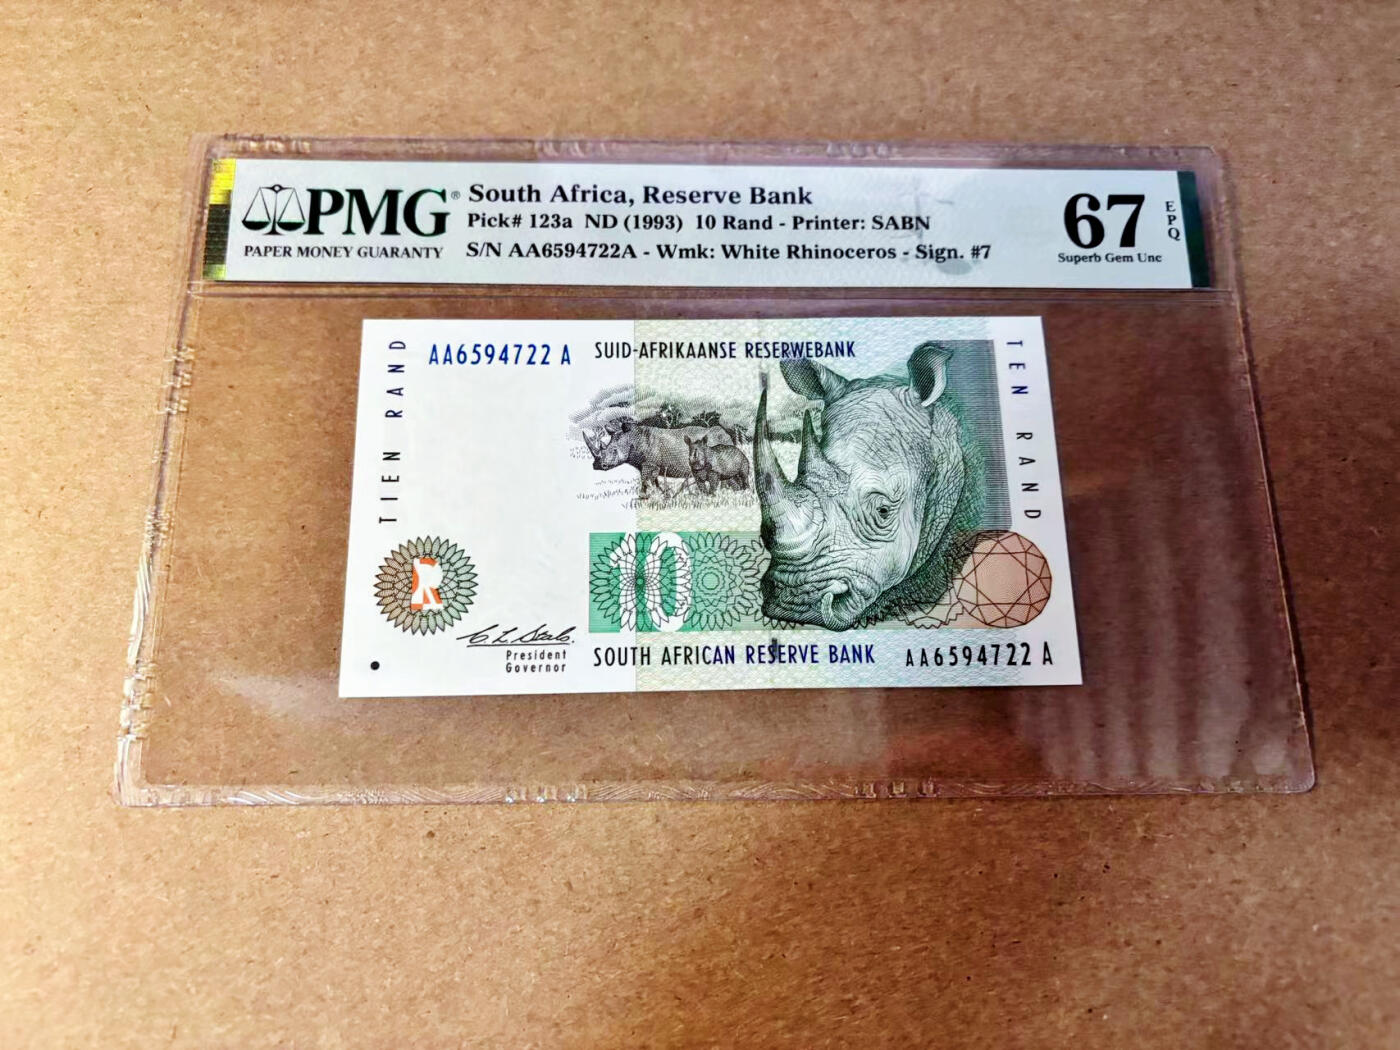 PMG®
PAPER MONEY GUARANTY
South Africa, Reserve Bank
Pick# 123a ND (1993) 10 Rand - Printer: SABN
S/N AA6594722A - Wmk: White Rhinoceros - Sign. #7
67
EPQ
Superb Gem Unc
TIEN RAND
AA6594722 A
SUID-AFRIKAANSE RESERWEBANK
TEN RAND
R
10
C L Stals.
President
Governor
SOUTH AFRICAN RESERVE BANK
AA6594722 A